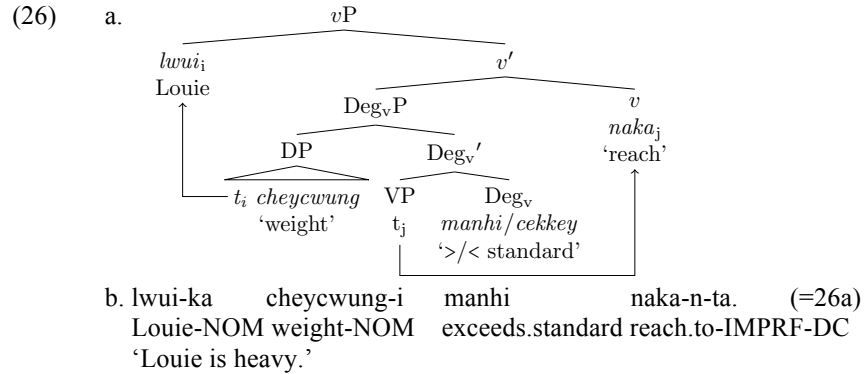 (26) a. vP
lwui_i v'
Louie
Deg_vP v
naka_j
DP Deg_v' 'reach'
t_i cheycwung VP Deg_v
'weight' t_j manhi/cekkey
'>/< standard'
b. lwui-ka cheycwung-i manhi naka-n-ta. (=26a)
Louie-NOM weight-NOM exceeds.standard reach.to-IMPRF-DC
'Louie is heavy.'